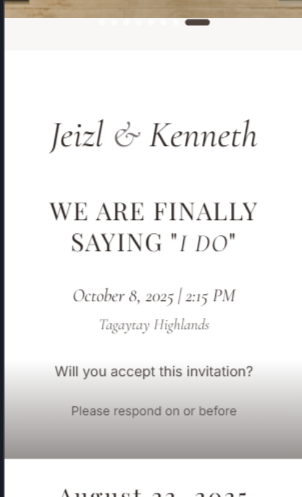 Jeizl & Kenneth
WE ARE FINALLY
SAYING "I DO"
October 8, 2025 | 2:15 PM
Tagaytay Highlands
Will you accept this invitation?
Please respond on or before
August 22, 2025